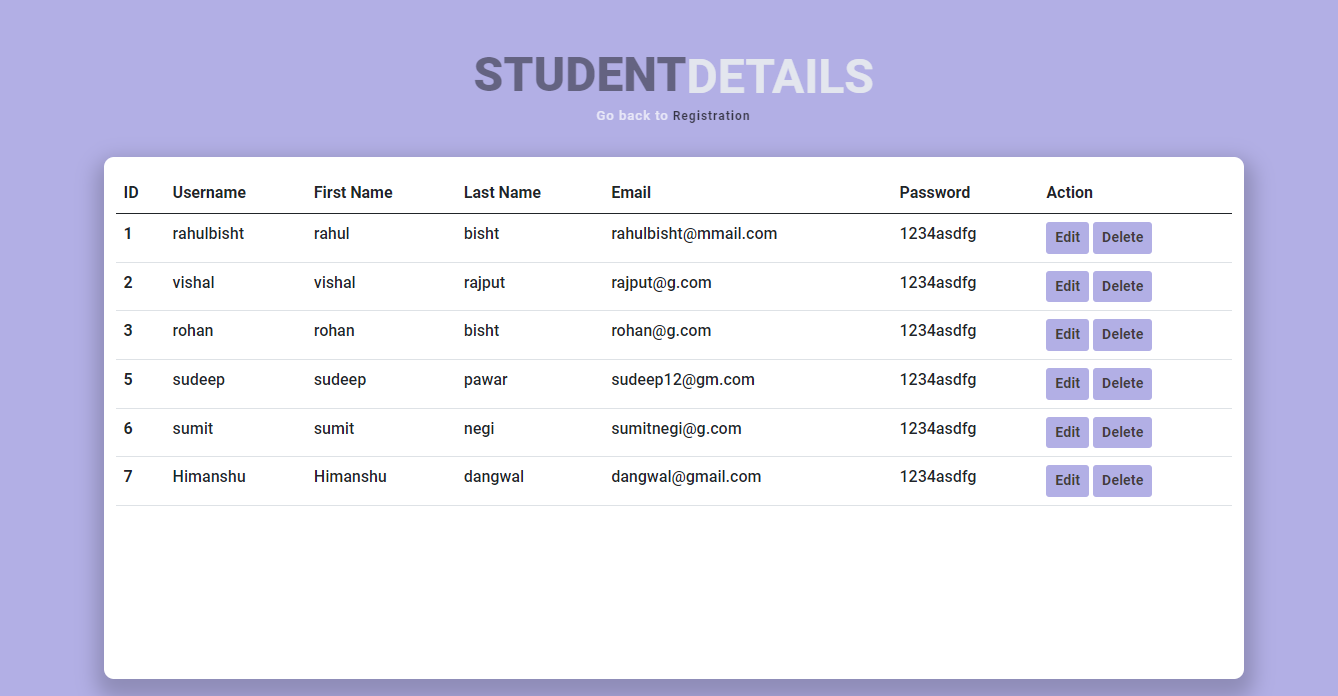 STUDENTDETAILS
Go back to Registration
ID Username First Name Last Name Email Password Action
1 rahulbisht rahul bisht rahulbisht@mmail.com 1234asdfg Edit Delete
2 vishal vishal rajput rajput@g.com 1234asdfg Edit Delete
3 rohan rohan bisht rohan@g.com 1234asdfg Edit Delete
5 sudeep sudeep pawar sudeep12@gm.com 1234asdfg Edit Delete
6 sumit sumit negi sumitnegi@g.com 1234asdfg Edit Delete
7 Himanshu Himanshu dangwal dangwal@gmail.com 1234asdfg Edit Delete